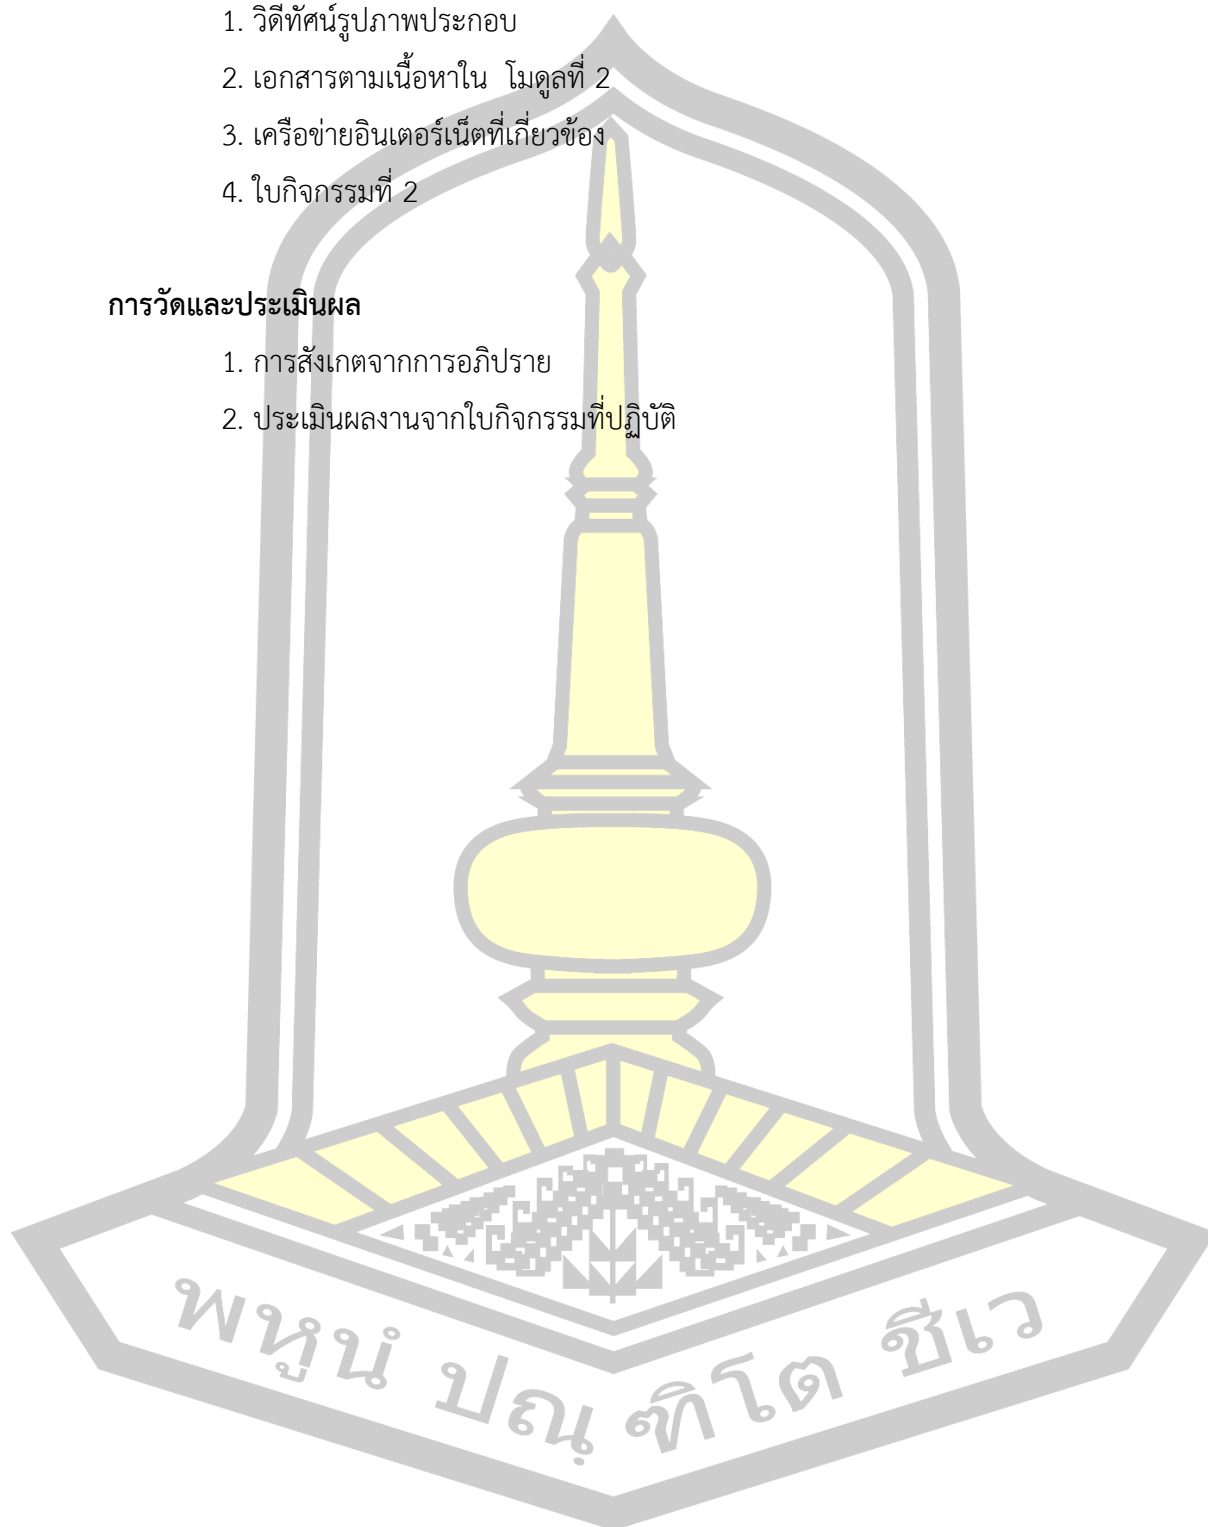 1. วิดีทัศน์รูปภาพประกอบ
2. เอกสารตามเนื้อหาใน โมดูลที่ 2
3. เครือข่ายอินเตอร์เน็ตที่เกี่ยวข้อง
4. ใบกิจกรรมที่ 2
การวัดและประเมินผล
1. การสังเกตจากการอภิปราย
2. ประเมินผลงานจากใบกิจกรรมที่ปฏิบัติ
พหูนํ ปณฺ ฑิโต ชีเว